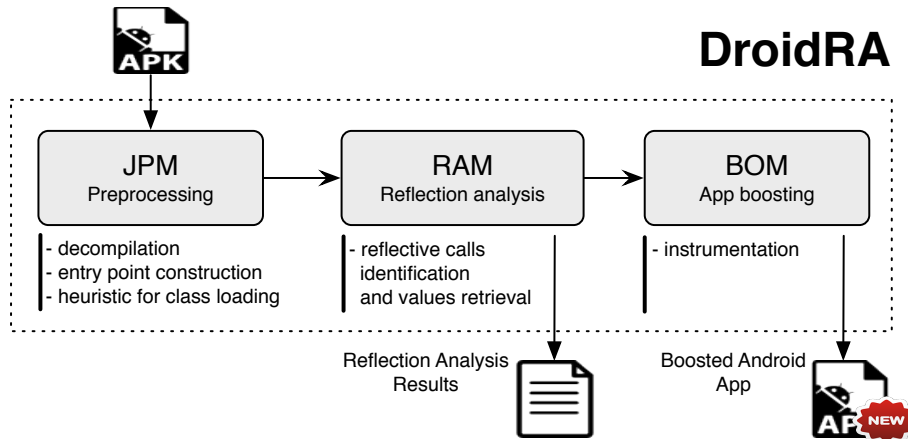 APK
DroidRA
JPM
Preprocessing
RAM
Reflection analysis
BOM
App boosting
- decompilation
- entry point construction
- heuristic for class loading
- reflective calls
identification
and values retrieval
- instrumentation
Reflection Analysis
Results
Boosted Android
App
AP
NEW